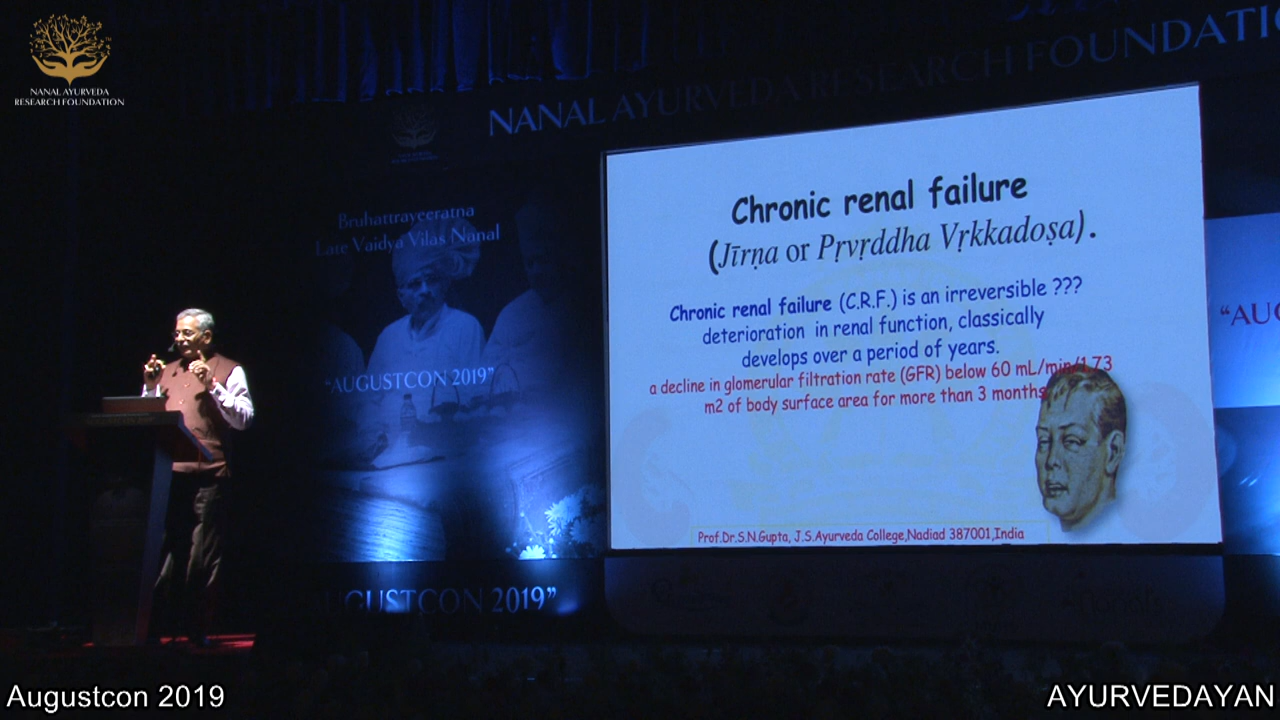 NANAL AYURVEDA
RESEARCH FOUNDATION
NANAL AYURVEDA RESEARCH FOUNDATI
Bruhattrayeeratna
Late Vaidya Vilas Nanal
"AUGUSTCON 2019"
Chronic renal failure
(Jīrṇa or Pṛvṛddha Vṛkkadoṣa).
Chronic renal failure (C.R.F.) is an irreversible ???
deterioration in renal function, classically
develops over a period of years.
a decline in glomerular filtration rate (GFR) below 60 mL/min/1.73
m2 of body surface area for more than 3 months
Prof.Dr.S.N.Gupta, J.S.Ayurveda College,Nadiad 387001,India
"AUG
UGUSTCON 2019"
Augustcon 2019
AYURVEDAYAN